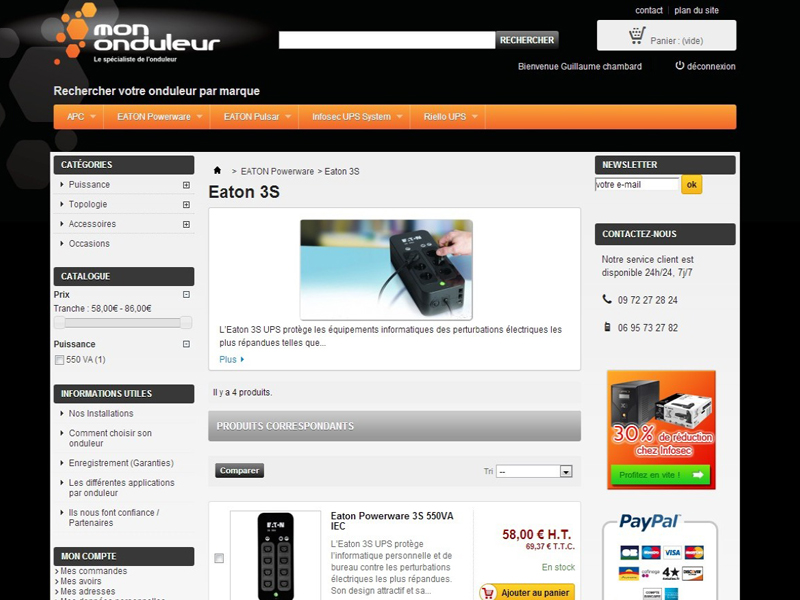 contact plan du site
mon
onduleur
Le spécialiste de l'onduleur
RECHERCHER
Panier : (vide)
Bienvenue Guillaume chambard déconnexion
Rechercher votre onduleur par marque
APC EATON Powerware EATON Pulsar Infosec UPS System Riello UPS
CATÉGORIES
Puissance
Topologie
Accessoires
Occasions
CATALOGUE
Prix
Tranche : 58,00€ - 86,00€
Puissance
550 VA (1)
INFORMATIONS UTILES
Nos Installations
Comment choisir son
onduleur
Enregistrement (Garanties)
Les différentes applications
par onduleur
Ils nous font confiance /
Partenaires
MON COMPTE
Mes commandes
Mes avoirs
Mes adresses
Mes données personnelles
> EATON Powerware > Eaton 3S
Eaton 3S
EATON
L'Eaton 3S UPS protège les équipements informatiques des perturbations électriques les
plus répandues telles que...
Plus
Il y a 4 produits.
PRODUITS CORRESPONDANTS
Comparer
Tri --
EATON
Eaton Powerware 3S 550VA
IEC
L'Eaton 3S UPS protège
l'informatique personnelle et de
bureau contre les perturbations
électriques les plus répandues.
Son design attractif et sa...
58,00 € H.T.
69,37 € T.T.C.
En stock
Ajouter au panier
NEWSLETTER
votre e-mail ok
CONTACTEZ-NOUS
Notre service client est
disponible 24h/24, 7j/7
09 72 27 28 24
06 95 73 27 82
30% de réduction
chez Infosec
Profitez en vite !
PayPal
CB VISA
4★ DISCOVER